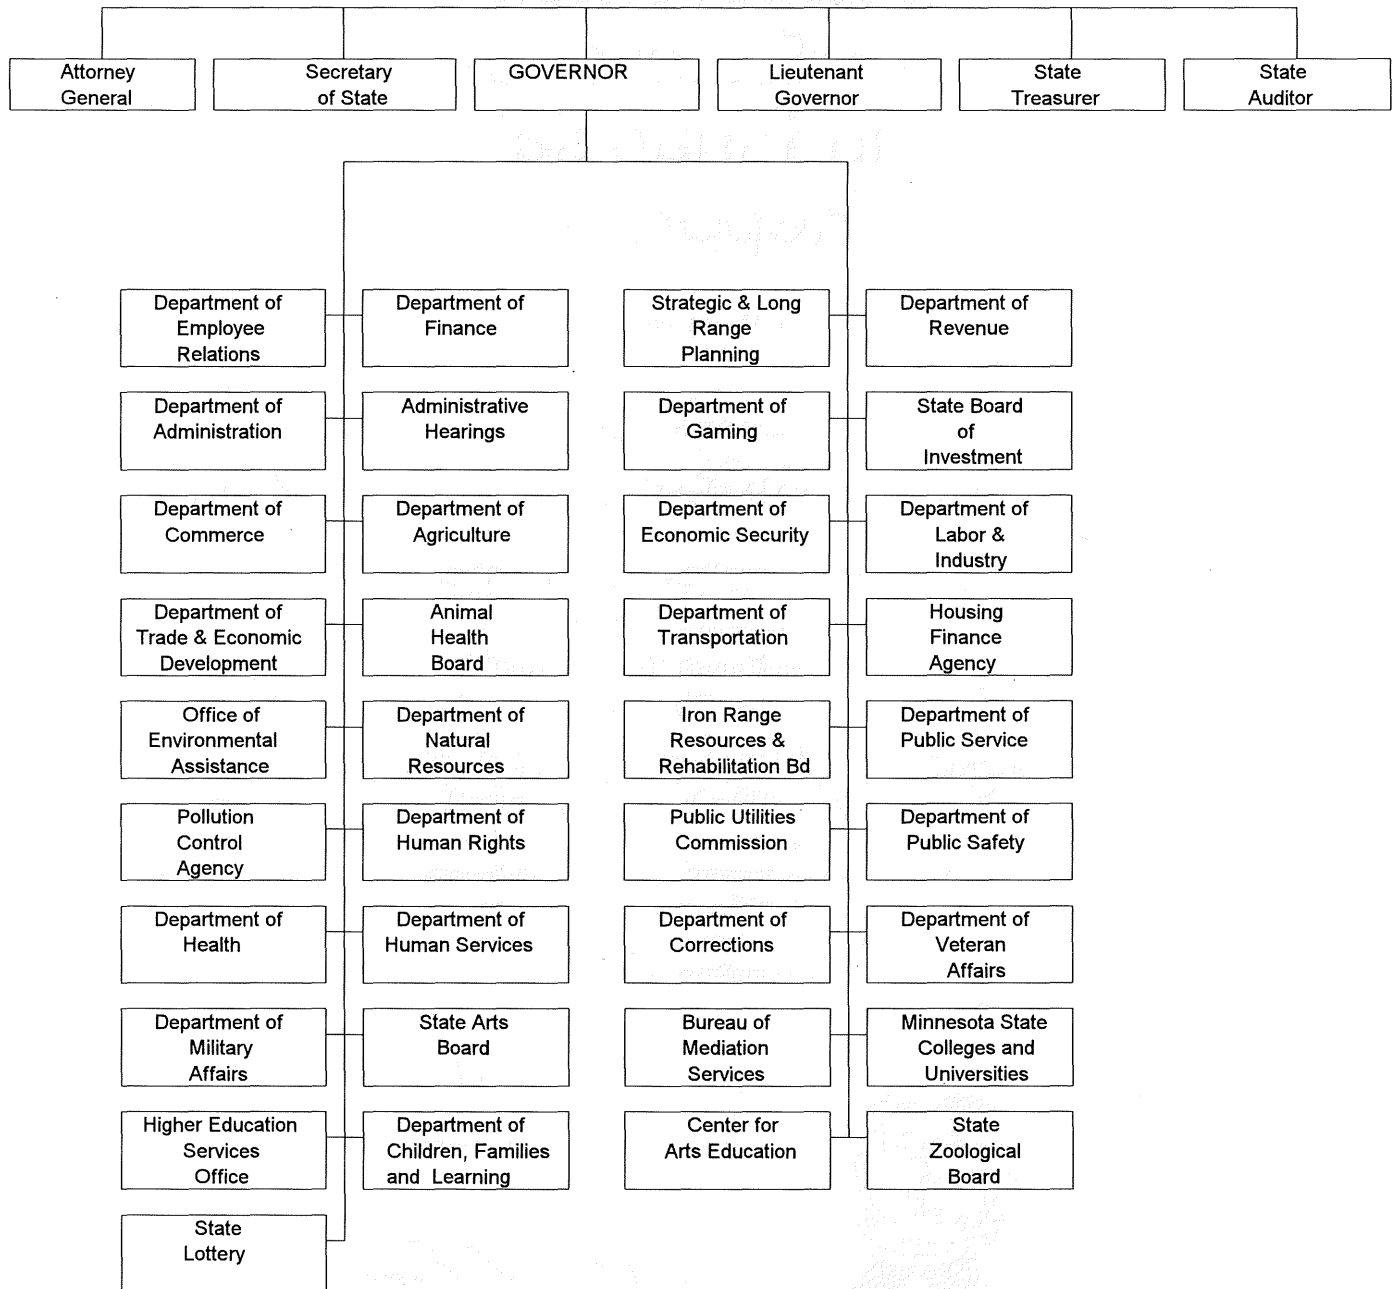 Attorney
General
Secretary
of State
GOVERNOR
Lieutenant
Governor
State
Treasurer
State
Auditor
Department of
Employee
Relations
Department of
Finance
Strategic & Long
Range
Planning
Department of
Revenue
Department of
Administration
Administrative
Hearings
Department of
Gaming
State Board
of
Investment
Department of
Commerce
Department of
Agriculture
Department of
Economic Security
Department of
Labor &
Industry
Department of
Trade & Economic
Development
Animal
Health
Board
Department of
Transportation
Housing
Finance
Agency
Office of
Environmental
Assistance
Department of
Natural
Resources
Iron Range
Resources &
Rehabilitation Bd
Department of
Public Service
Pollution
Control
Agency
Department of
Human Rights
Public Utilities
Commission
Department of
Public Safety
Department of
Health
Department of
Human Services
Department of
Corrections
Department of
Veteran
Affairs
Department of
Military
Affairs
State Arts
Board
Bureau of
Mediation
Services
Minnesota State
Colleges and
Universities
Higher Education
Services
Office
Department of
Children, Families
and Learning
Center for
Arts Education
State
Zoological
Board
State
Lottery